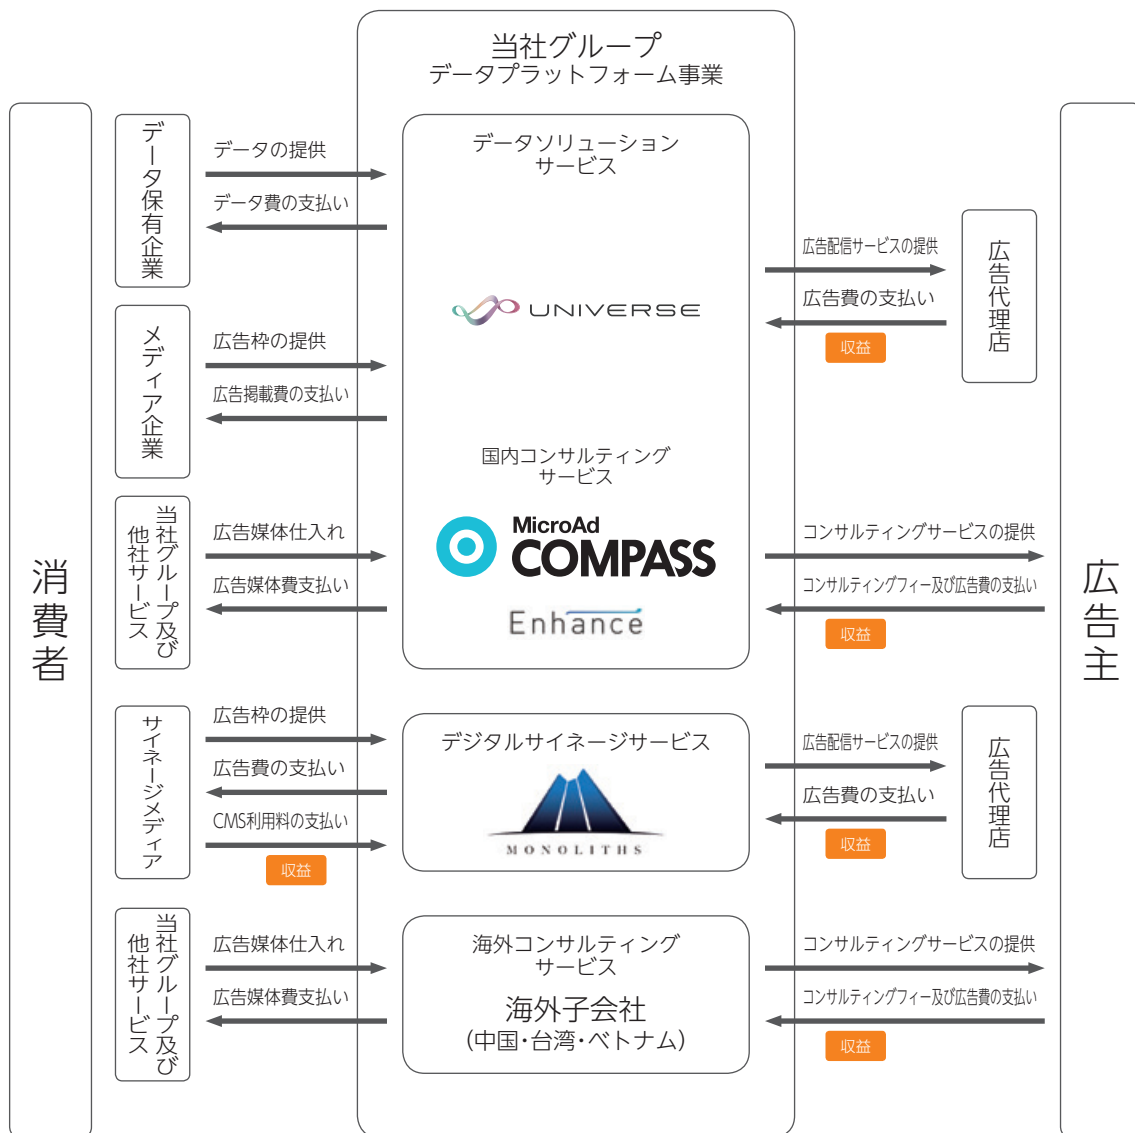 当社グループ
データプラットフォーム事業
消費者
データ保有企業
データの提供
データ費の支払い
メディア企業
広告枠の提供
広告掲載費の支払い
当社グループ及び
他社サービス
広告媒体仕入れ
広告媒体費支払い
サイネージメディア
広告枠の提供
広告費の支払い
CMS利用料の支払い
収益
当社グループ及び
他社サービス
広告媒体仕入れ
広告媒体費支払い
データソリューション
サービス
UNIVERSE
国内コンサルティング
サービス
MicroAd
COMPASS
Enhance
デジタルサイネージサービス
MONOLITHS
海外コンサルティング
サービス
海外子会社
(中国・台湾・ベトナム)
広告配信サービスの提供
広告費の支払い
収益
広告代理店
コンサルティングサービスの提供
コンサルティングフィー及び広告費の支払い
収益
広告配信サービスの提供
広告費の支払い
収益
広告代理店
コンサルティングサービスの提供
コンサルティングフィー及び広告費の支払い
収益
広告主